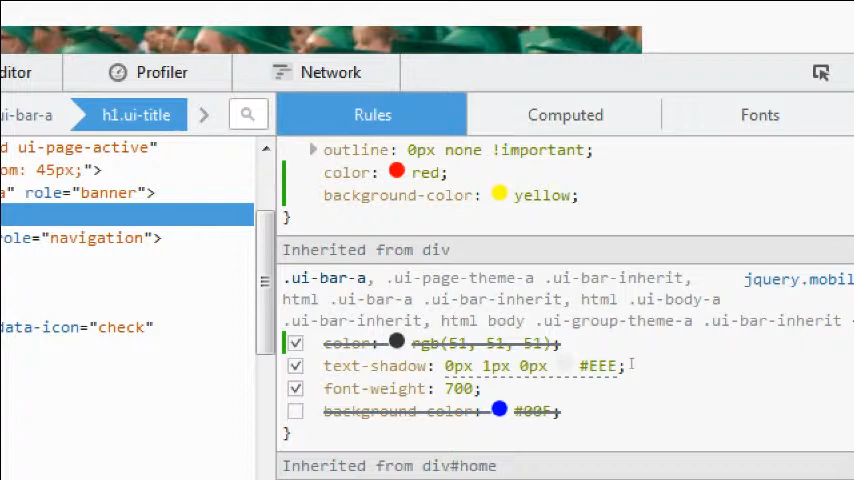 ditor Profiler Network
ui-bar-a h1.ui-title Rules Computed Fonts
d ui-page-active" outline: 0px none !important;
om: 45px;"> color: red;
a" role="banner"> background-color: yellow;
}
role="navigation"> Inherited from div
.ui-bar-a, .ui-page-theme-a .ui-bar-inherit, jquery.mobil
html .ui-bar-a .ui-bar-inherit, html .ui-body-a
data-icon="check" .ui-bar-inherit, html body .ui-group-theme-a .ui-bar-inherit
color: rgb(51, 51, 51);
text-shadow: 0px 1px 0px #EEE;
font-weight: 700;
background-color: #00F;
}
Inherited from div#home